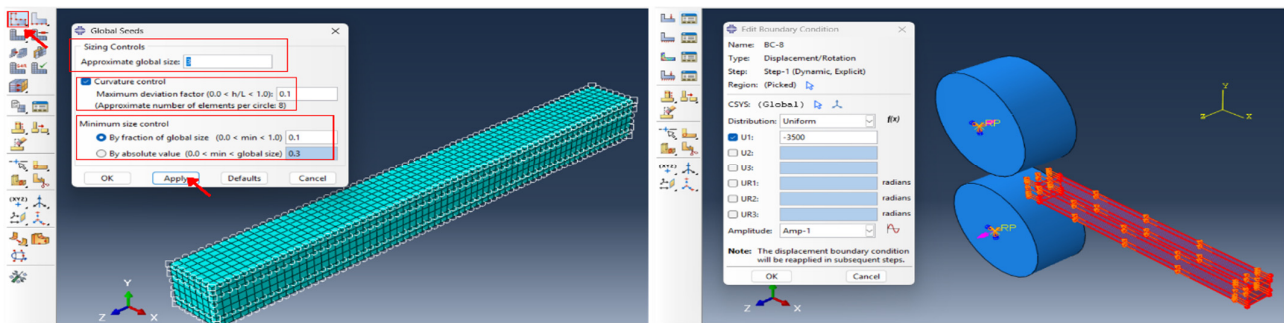 Global Seeds
Sizing Controls
Approximate global size: 3
Curvature control
Maximum deviation factor (0.0 < h/L < 1.0): 0.1
(Approximate number of elements per circle: 8)
Minimum size control
By fraction of global size (0.0 < min < 1.0) 0.1
By absolute value (0.0 < min < global size) 0.3
OK Apply Defaults Cancel
Y
Z X
Edit Boundary Condition
Name: BC-8
Type: Displacement/Rotation
Step: Step-1 (Dynamic, Explicit)
Region: (Picked)
CSYS: (Global)
Distribution: Uniform f(x)
U1: -3500
U2:
U3:
UR1: radians
UR2: radians
UR3: radians
Amplitude: Amp-1
Note: The displacement boundary condition
will be reapplied in subsequent steps.
OK Cancel
RP
RP
Y
Z X
Z X